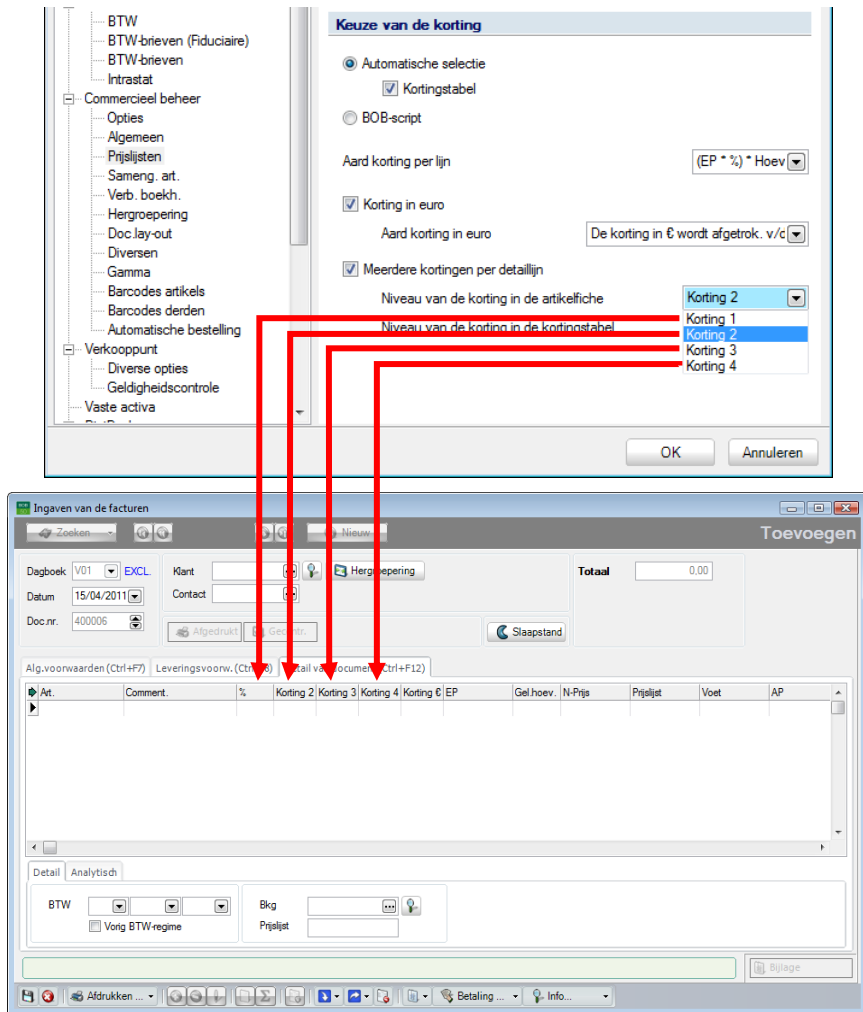 BTW
BTW-brieven (Fiduciaire)
BTW-brieven
Intrastat
Commercieel beheer
Opties
Algemeen
Prijslijsten
Sameng. art.
Verb. boekh.
Hergroepering
Doc.lay-out
Diversen
Gamma
Barcodes artikels
Barcodes derden
Automatische bestelling
Verkooppunt
Diverse opties
Geldigheidscontrole
Vaste activa
Keuze van de korting
Automatische selectie
Kortingstabel
BOB-script
Aard korting per lijn
(EP * %) * Hoev
Korting in euro
Aard korting in euro
De korting in € wordt afgetrok. v/d
Meerdere kortingen per detaillijn
Niveau van de korting in de artikelfiche
Korting 2
Niveau van de korting in de kortingstabel
Korting 1
Korting 2
Korting 3
Korting 4
OK
Annuleren
Ingaven van de facturen
Zoeken
Nieuw
Toevoegen
Dagboek V01 EXCL.
Klant
Hergroepering
Totaal 0,00
Datum 15/04/2011
Contact
Doc.nr. 400006
Afgedrukt
Slaapstand
Alg.voorwaarden (Ctrl+F7)
Leveringsvoorw. (Ctrl+F8)
Detail van document (Ctrl+F12)
Art. Comment. % Korting 2 Korting 3 Korting 4 Korting € EP Gel.hoev. N-Prijs Prijslijst Voet AP
Detail Analytisch
BTW
Bkg
Vorig BTW-regime
Prijslijst
Bijlage
Afdrukken ...
Betaling ...
Info...